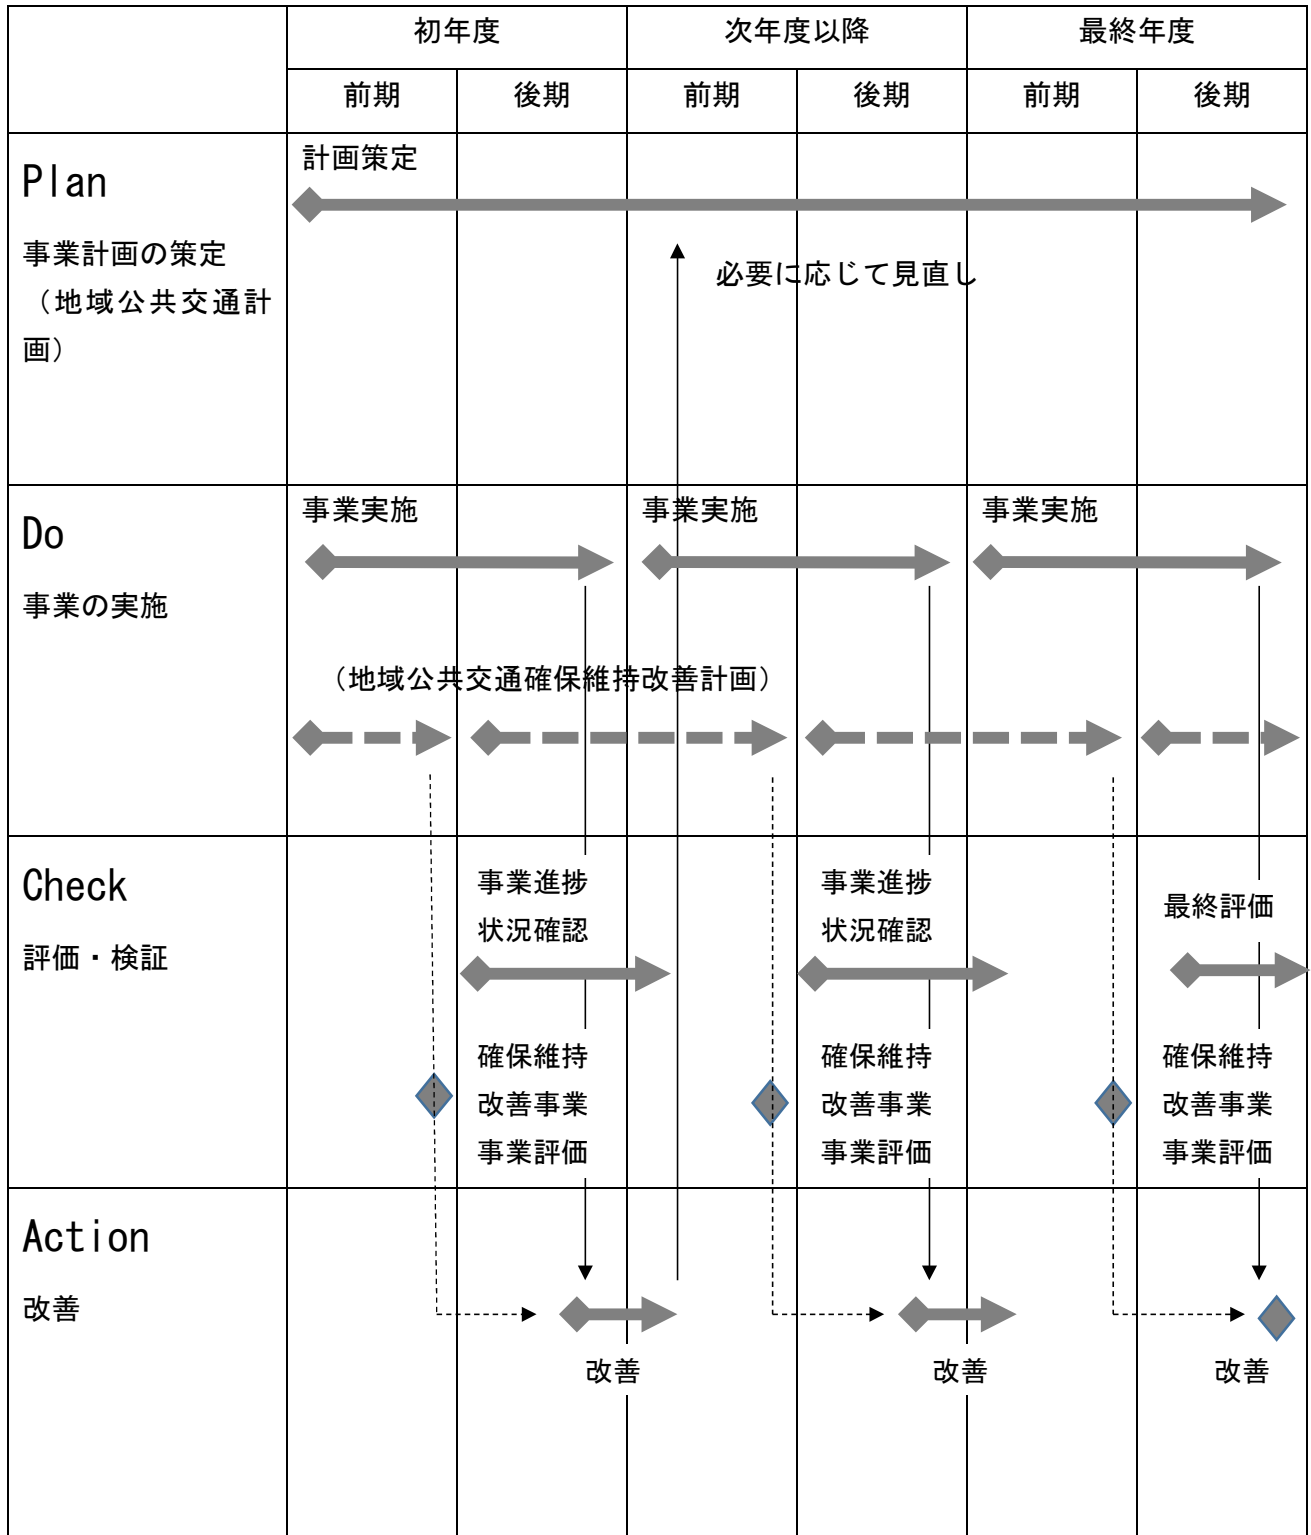 初年度 次年度以降 最終年度
前期 後期 前期 後期 前期 後期
Plan
事業計画の策定
（地域公共交通計
画）
計画策定
必要に応じて見直し
Do
事業の実施
事業実施 事業実施 事業実施
（地域公共交通確保維持改善計画）
Check
評価・検証
事業進捗
状況確認
事業進捗
状況確認
最終評価
確保維持
改善事業
事業評価
確保維持
改善事業
事業評価
確保維持
改善事業
事業評価
Action
改善
改善 改善 改善